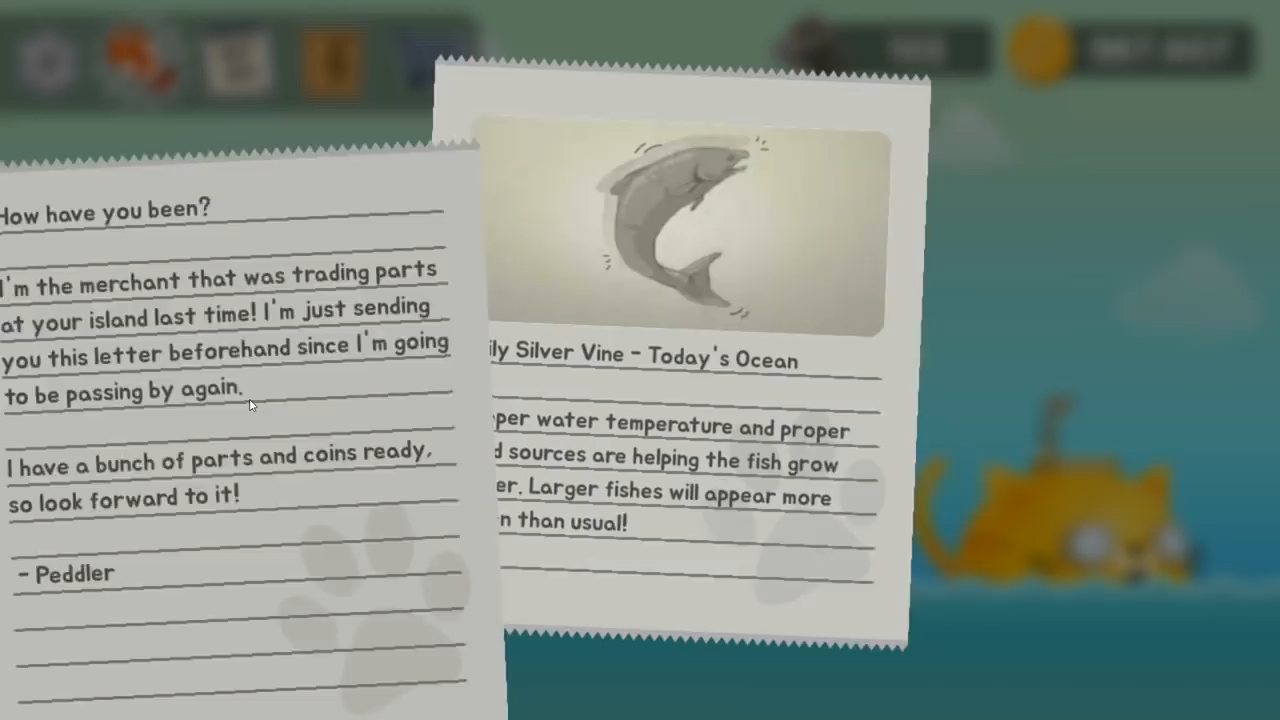 How have you been?
I'm the merchant that was trading parts
at your island last time! I'm just sending
you this letter beforehand since I'm going
to be passing by again.
I have a bunch of parts and coins ready,
so look forward to it!
- Peddler
ily Silver Vine - Today's Ocean
per water temperature and proper
d sources are helping the fish grow
er. Larger fishes will appear more
n than usual!